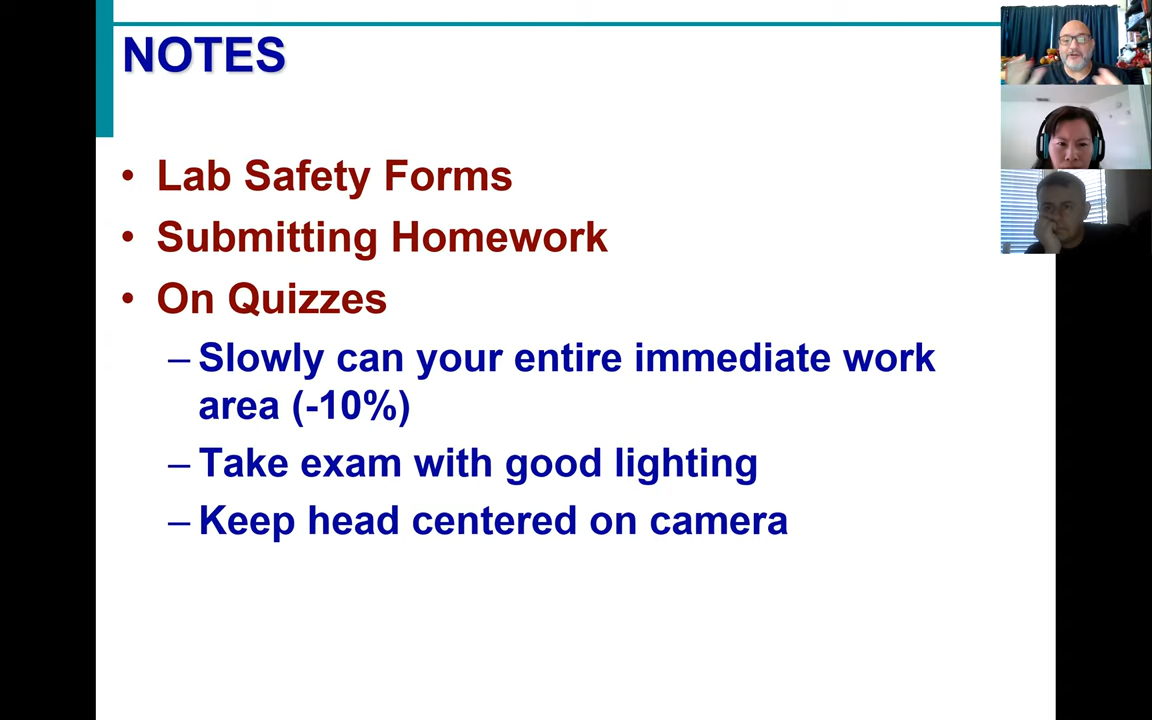 NOTES
• Lab Safety Forms
• Submitting Homework
• On Quizzes
– Slowly can your entire immediate work
area (-10%)
– Take exam with good lighting
– Keep head centered on camera